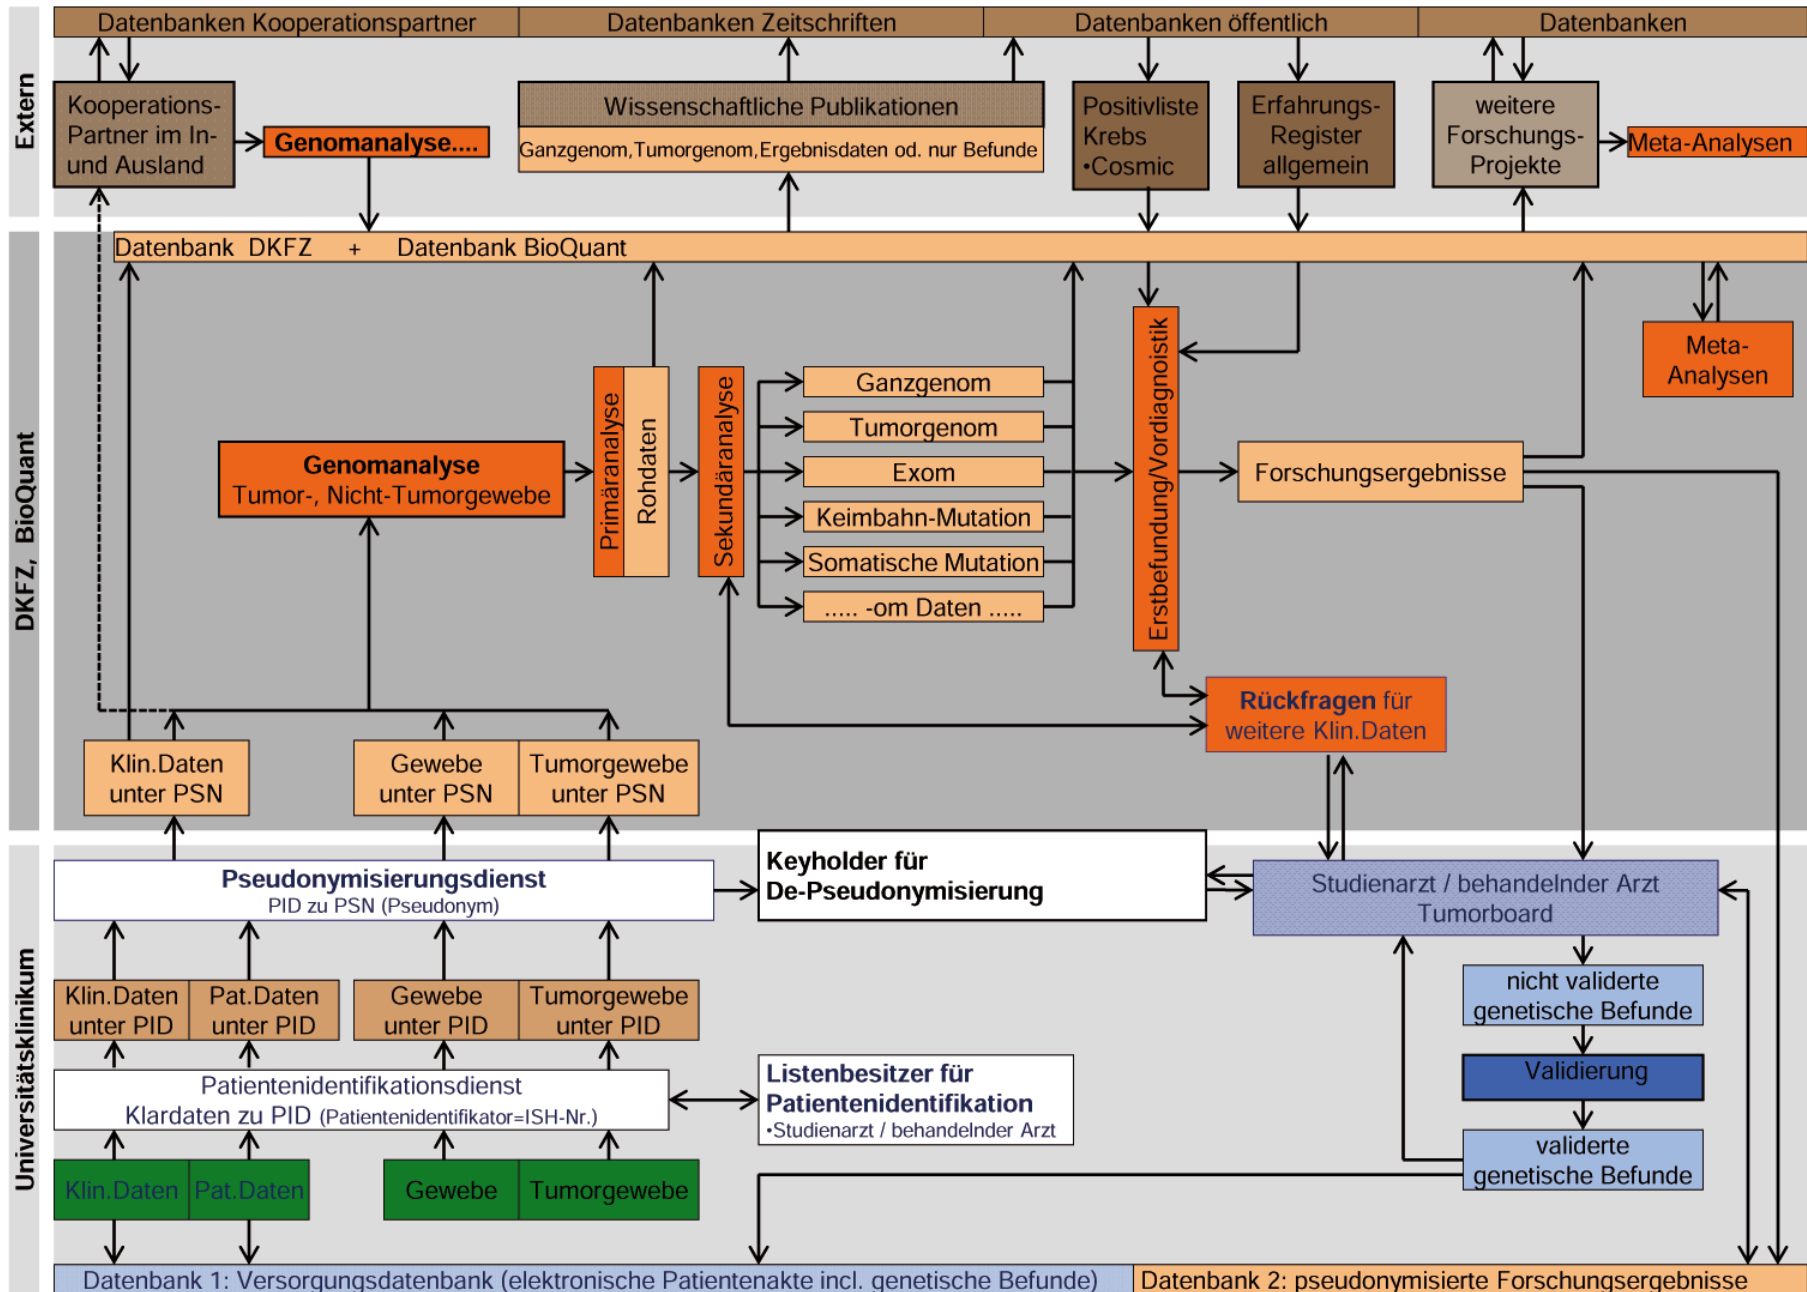 Datenbanken Kooperationspartner
Datenbanken Zeitschriften
Datenbanken öffentlich
Datenbanken
Extern
Kooperations-
Partner im In-
und Ausland
Genomanalyse....
Wissenschaftliche Publikationen
Ganzgenom,Tumorgenom,Ergebnisdaten od. nur Befunde
Positivliste
Krebs
•Cosmic
Erfahrungs-
Register
allgemein
weitere
Forschungs-
Projekte
Meta-Analysen
DKFZ, BioQuant
Datenbank DKFZ + Datenbank BioQuant
Genomanalyse
Tumor-, Nicht-Tumorgewebe
Primäranalyse
Rohdaten
Sekundäranalyse
Ganzgenom
Tumorgenom
Exom
Keimbahn-Mutation
Somatische Mutation
..... -om Daten .....
Erstbefundung/Vordiagnoistik
Forschungsergebnisse
Meta-
Analysen
Rückfragen für
weitere Klin.Daten
Klin.Daten
unter PSN
Gewebe
unter PSN
Tumorgewebe
unter PSN
Universitätsklinikum
Pseudonymisierungsdienst
PID zu PSN (Pseudonym)
Keyholder für
De-Pseudonymisierung
Studienarzt / behandelnder Arzt
Tumorboard
Klin.Daten
unter PID
Pat.Daten
unter PID
Gewebe
unter PID
Tumorgewebe
unter PID
nicht validerte
genetische Befunde
Patientenidentifikationsdienst
Klardaten zu PID (Patientenidentifikator=ISH-Nr.)
Listenbesitzer für
Patientenidentifikation
•Studienarzt / behandelnder Arzt
Validierung
validerte
genetische Befunde
Klin.Daten
Pat.Daten
Gewebe
Tumorgewebe
Datenbank 1: Versorgungsdatenbank (elektronische Patientenakte incl. genetische Befunde)
Datenbank 2: pseudonymisierte Forschungsergebnisse